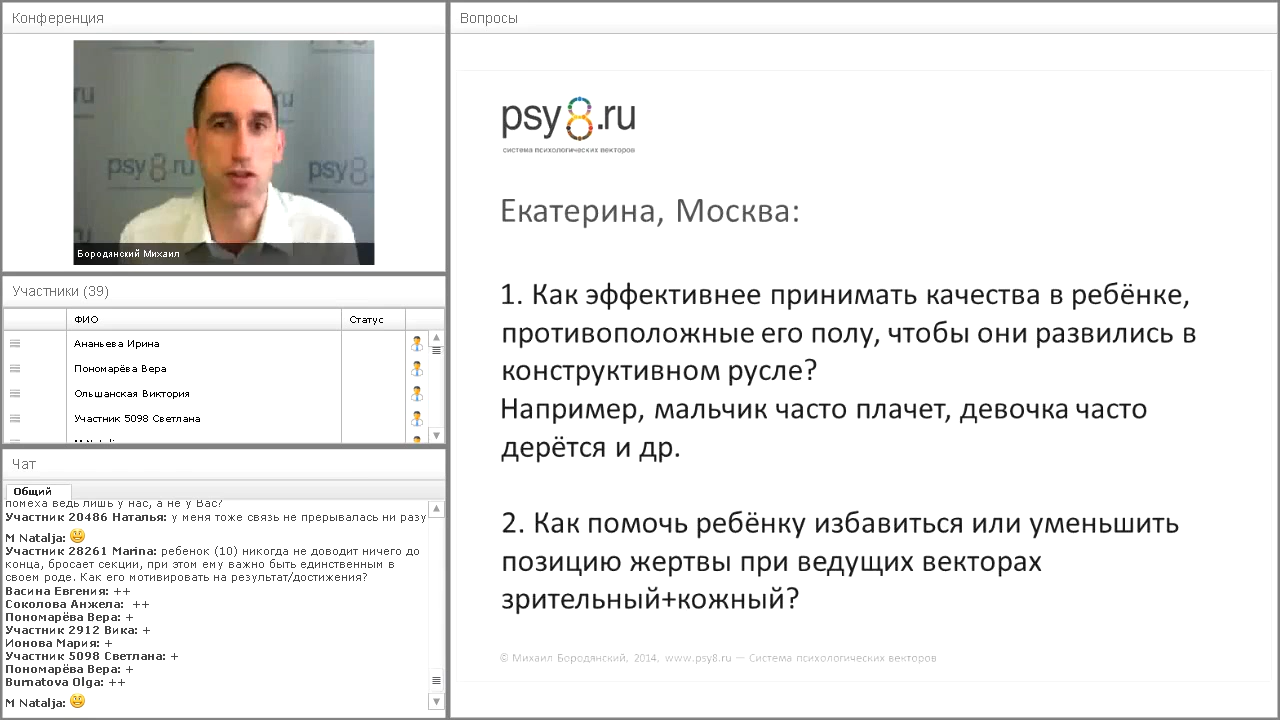 Конференция
psy8.ru
psy8.ru
Бородянский Михаил
Участники (39)
ФИО
Статус
Ананьева Ирина
Пономарёва Вера
Ольшанская Виктория
Участник 5098 Светлана
Чат
Общий
помеха ведь лишь у нас, а не у Вас?
Участник 20486 Наталья: у меня тоже связь не прерывалась ни разу
M Natalja:
Участник 28261 Marina: ребенок (10) никогда не доводит ничего до
конца, бросает секции, при этом ему важно быть единственным в
своем роде. Как его мотивировать на результат/достижения?
Васина Евгения: ++
Соколова Анжела: ++
Пономарёва Вера: +
Участник 2912 Вика: +
Ионова Мария: +
Участник 5098 Светлана: +
Пономарёва Вера: +
Bumatova Olga: ++
M Natalja:
Вопросы
psy8.ru
система психологических векторов
Екатерина, Москва:
1. Как эффективнее принимать качества в ребёнке,
противоположные его полу, чтобы они развились в
конструктивном русле?
Например, мальчик часто плачет, девочка часто
дерётся и др.
2. Как помочь ребёнку избавиться или уменьшить
позицию жертвы при ведущих векторах
зрительный+кожный?
© Михаил Бородянский, 2014, www.psy8.ru — Система психологических векторов